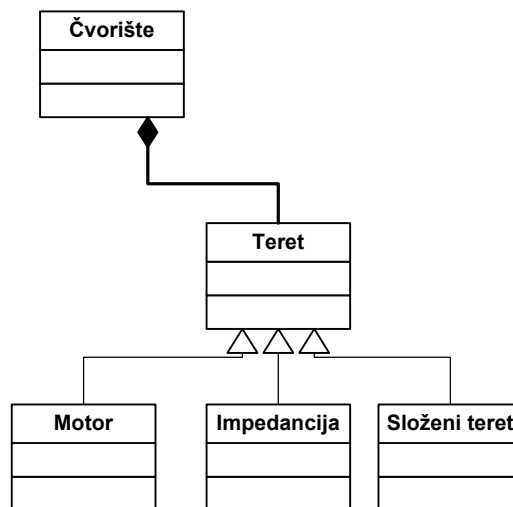 Čvorište
Teret
Motor
Impedancija
Složeni teret